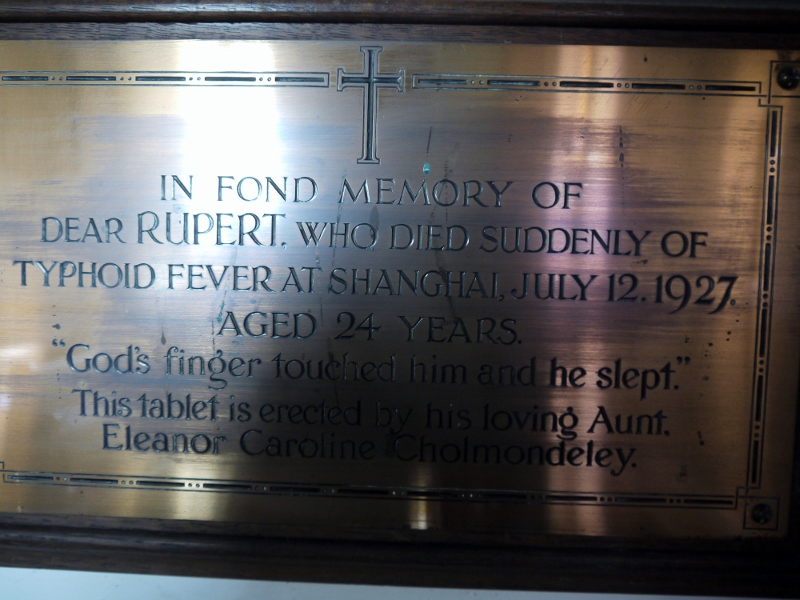 IN FOND MEMORY OF
DEAR RUPERT. WHO DIED SUDDENLY OF
TYPHOID FEVER AT SHANGHAI, JULY 12. 1927.
AGED 24 YEARS.
“God's finger touched him and he slept.”
This tablet is erected by his loving Aunt.
Eleanor Caroline Cholmondeley.